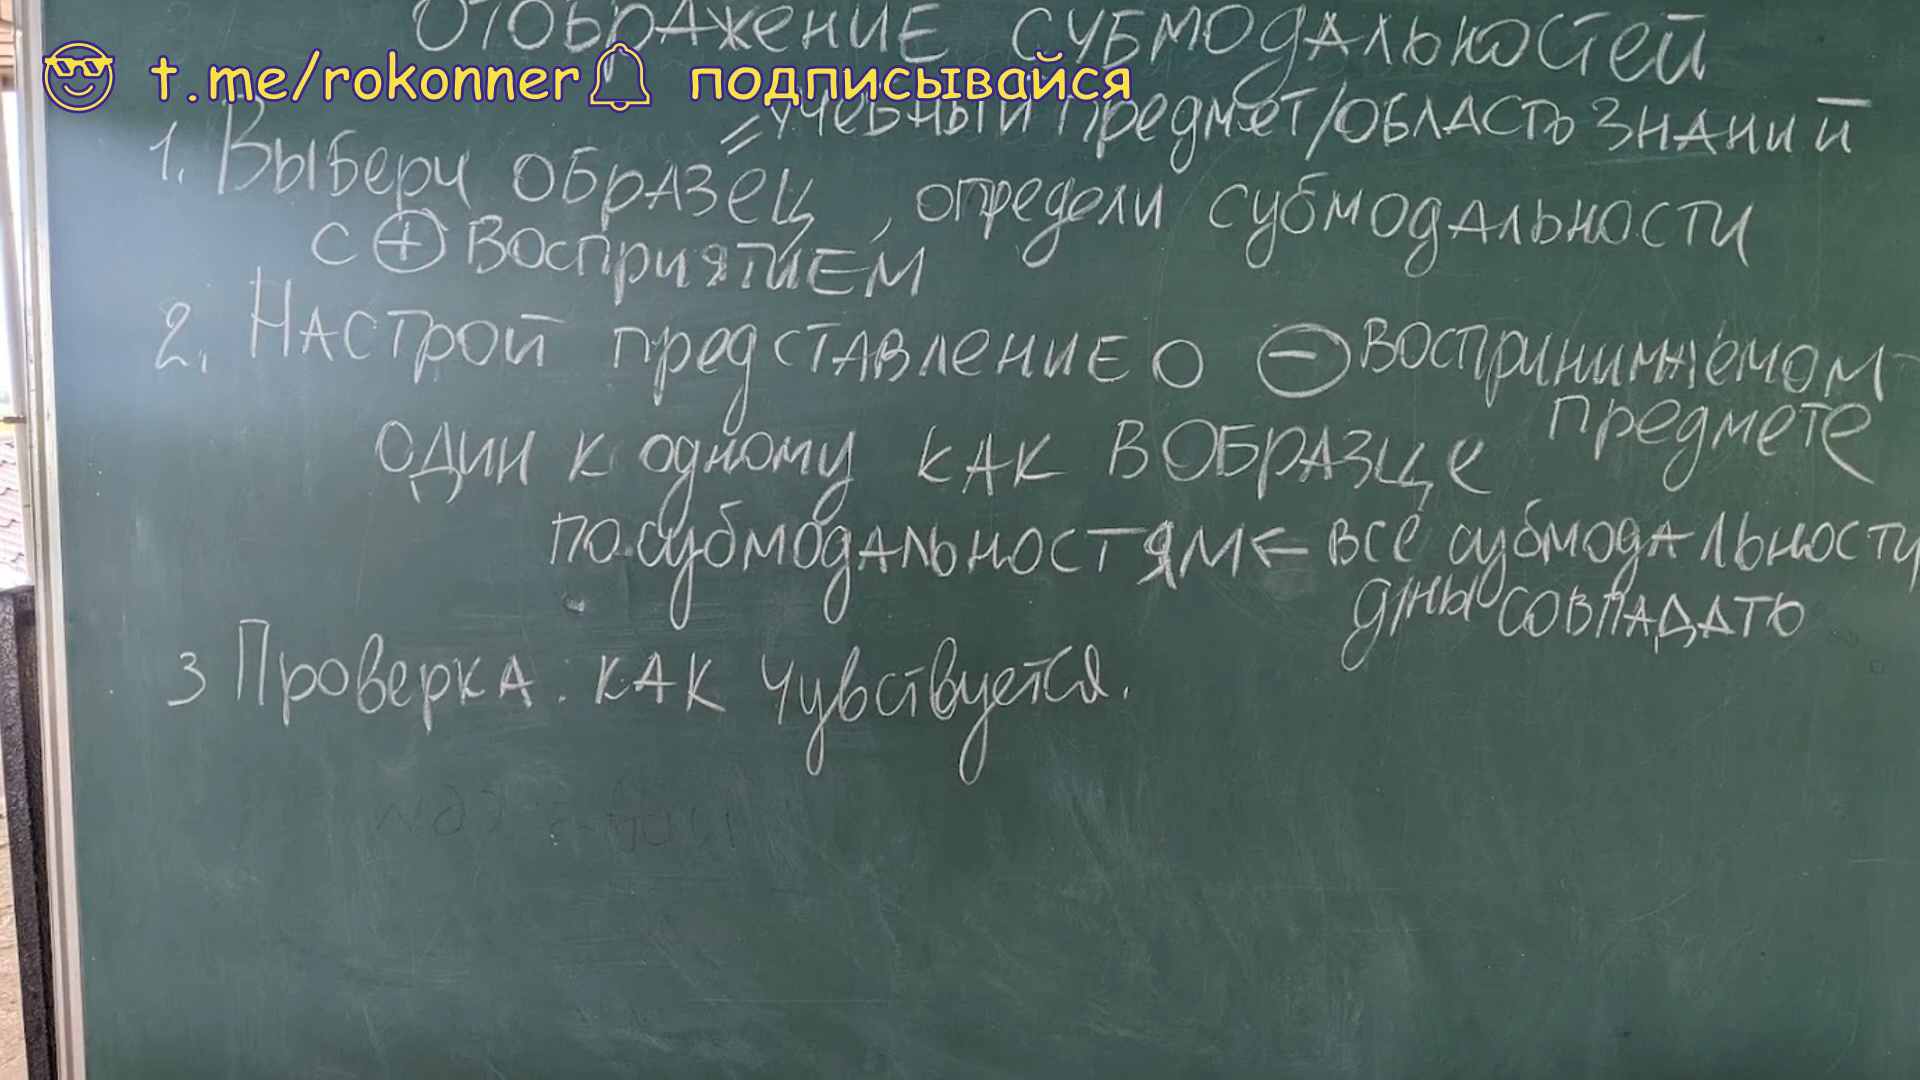 ОТОБРАЖЕНИЕ СУБМОДАЛЬНОСТЕЙ
t.me/rokonner подписывайся
= УЧЕБНЫЙ ПРЕДМЕТ/ОБЛАСТЬ ЗНАНИЙ
1. Выбери ОБРАЗЕЦ, определи субмодальности
с + Восприятием
2. Настрой представление о - воспринимаемом
предмете
один к одному как в образце
по субмодальностям ← все субмодальности
дны совпадать
3 Проверка. как чувствуется.